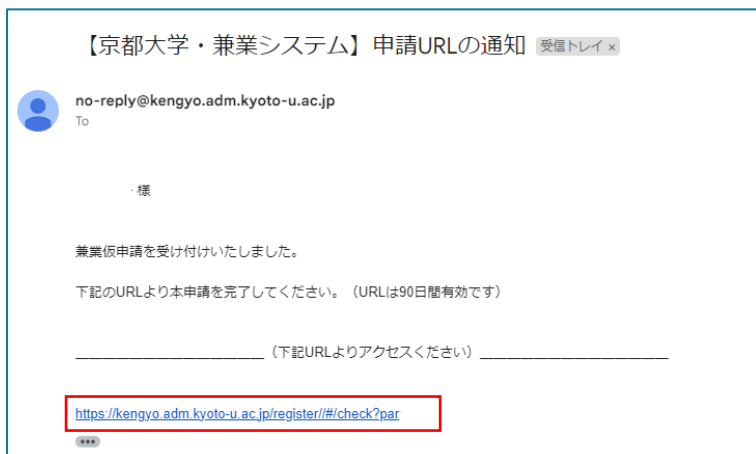 【京都大学・兼業システム】申請URLの通知 受信トレイ ×
no-reply@kengyo.adm.kyoto-u.ac.jp
To
様
兼業仮申請を受け付けいたしました。
下記のURLより本申請を完了してください。（URLは90日間有効です）
____________________（下記URLよりアクセスください）____________________
https://kengyo.adm.kyoto-u.ac.jp/register//#/check?par
•••